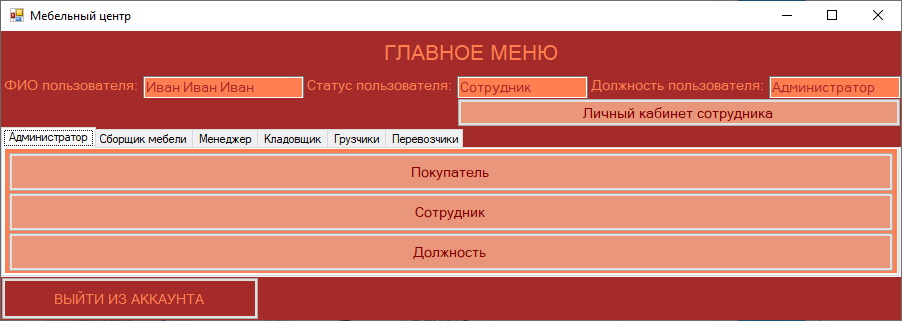 Мебельный центр
ГЛАВНОЕ МЕНЮ
ФИО пользователя: Иван Иван Иван Статус пользователя: Сотрудник Должность пользователя: Администратор
Личный кабинет сотрудника
Администратор Сборщик мебели Менеджер Кладовщик Грузчики Перевозчики
Покупатель
Сотрудник
Должность
ВЫЙТИ ИЗ АККАУНТА